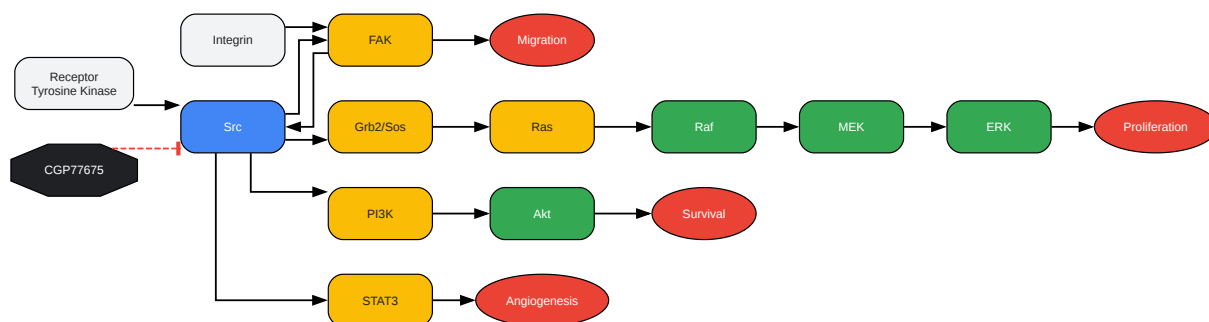 Integrin
FAK
Migration
Receptor
Tyrosine Kinase
Src
Grb2/Sos
Ras
Raf
MEK
ERK
Proliferation
CGP77675
PI3K
Akt
Survival
STAT3
Angiogenesis